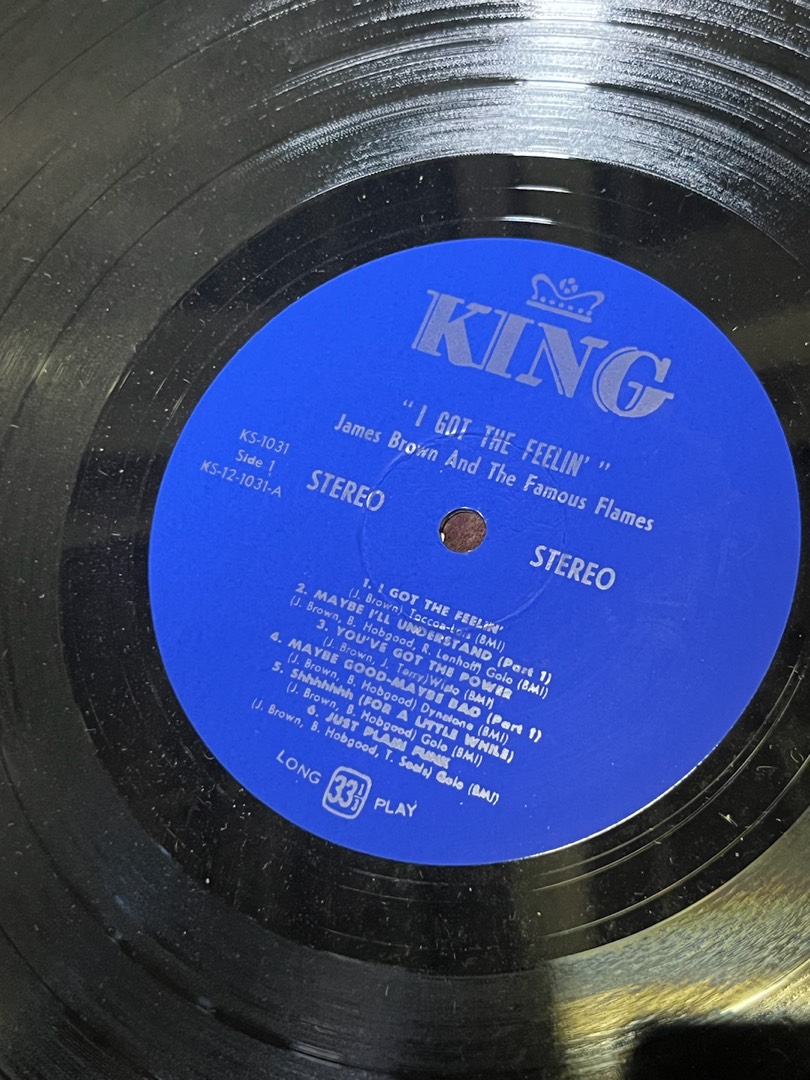 KING
"I GOT THE FEELIN'"
James Brown And The Famous Flames
KS-1031
Side 1
KS-12-1031-A
STEREO
STEREO
1. I GOT THE FEELIN'
(J. Brown) Toccoa-Lois (BMI)
2. MAYBE I'LL UNDERSTAND (Part 1)
(J. Brown, B. Hobgood, R. Lenhoff) Golo (BMI)
3. YOU'VE GOT THE POWER
(J. Brown, J. Terry) Wisto (BMI)
4. MAYBE GOOD-MAYBE BAD (Part 1)
(J. Brown, B. Hobgood) Dynatone (BMI)
5. Shhhhhhh (FOR A LITTLE WHILE)
(J. Brown, B. Hobgood) Golo (BMI)
6. JUST PLAIN FUNK
(J. Brown, B. Hobgood, T. Soals) Golo (BMI)
LONG 33 1/3 PLAY